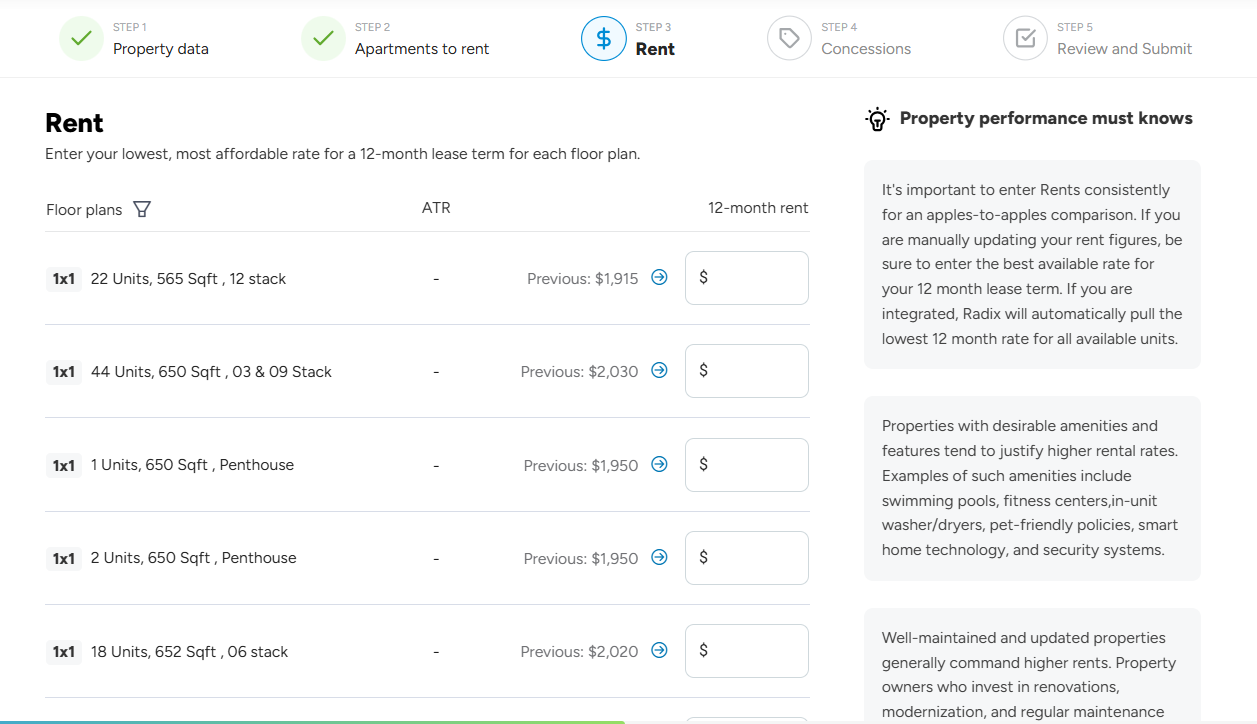 STEP 1
Property data
STEP 2
Apartments to rent
STEP 3
Rent
STEP 4
Concessions
STEP 5
Review and Submit
Rent
Enter your lowest, most affordable rate for a 12-month lease term for each floor plan.
Floor plans ATR 12-month rent
1x1 22 Units, 565 Sqft , 12 stack - Previous: $1,915 $
1x1 44 Units, 650 Sqft , 03 & 09 Stack - Previous: $2,030 $
1x1 1 Units, 650 Sqft , Penthouse - Previous: $1,950 $
1x1 2 Units, 650 Sqft , Penthouse - Previous: $1,950 $
1x1 18 Units, 652 Sqft , 06 stack - Previous: $2,020 $
Property performance must knows
It's important to enter Rents consistently
for an apples-to-apples comparison. If you
are manually updating your rent figures, be
sure to enter the best available rate for
your 12 month lease term. If you are
integrated, Radix will automatically pull the
lowest 12 month rate for all available units.
Properties with desirable amenities and
features tend to justify higher rental rates.
Examples of such amenities include
swimming pools, fitness centers,in-unit
washer/dryers, pet-friendly policies, smart
home technology, and security systems.
Well-maintained and updated properties
generally command higher rents. Property
owners who invest in renovations,
modernization, and regular maintenance